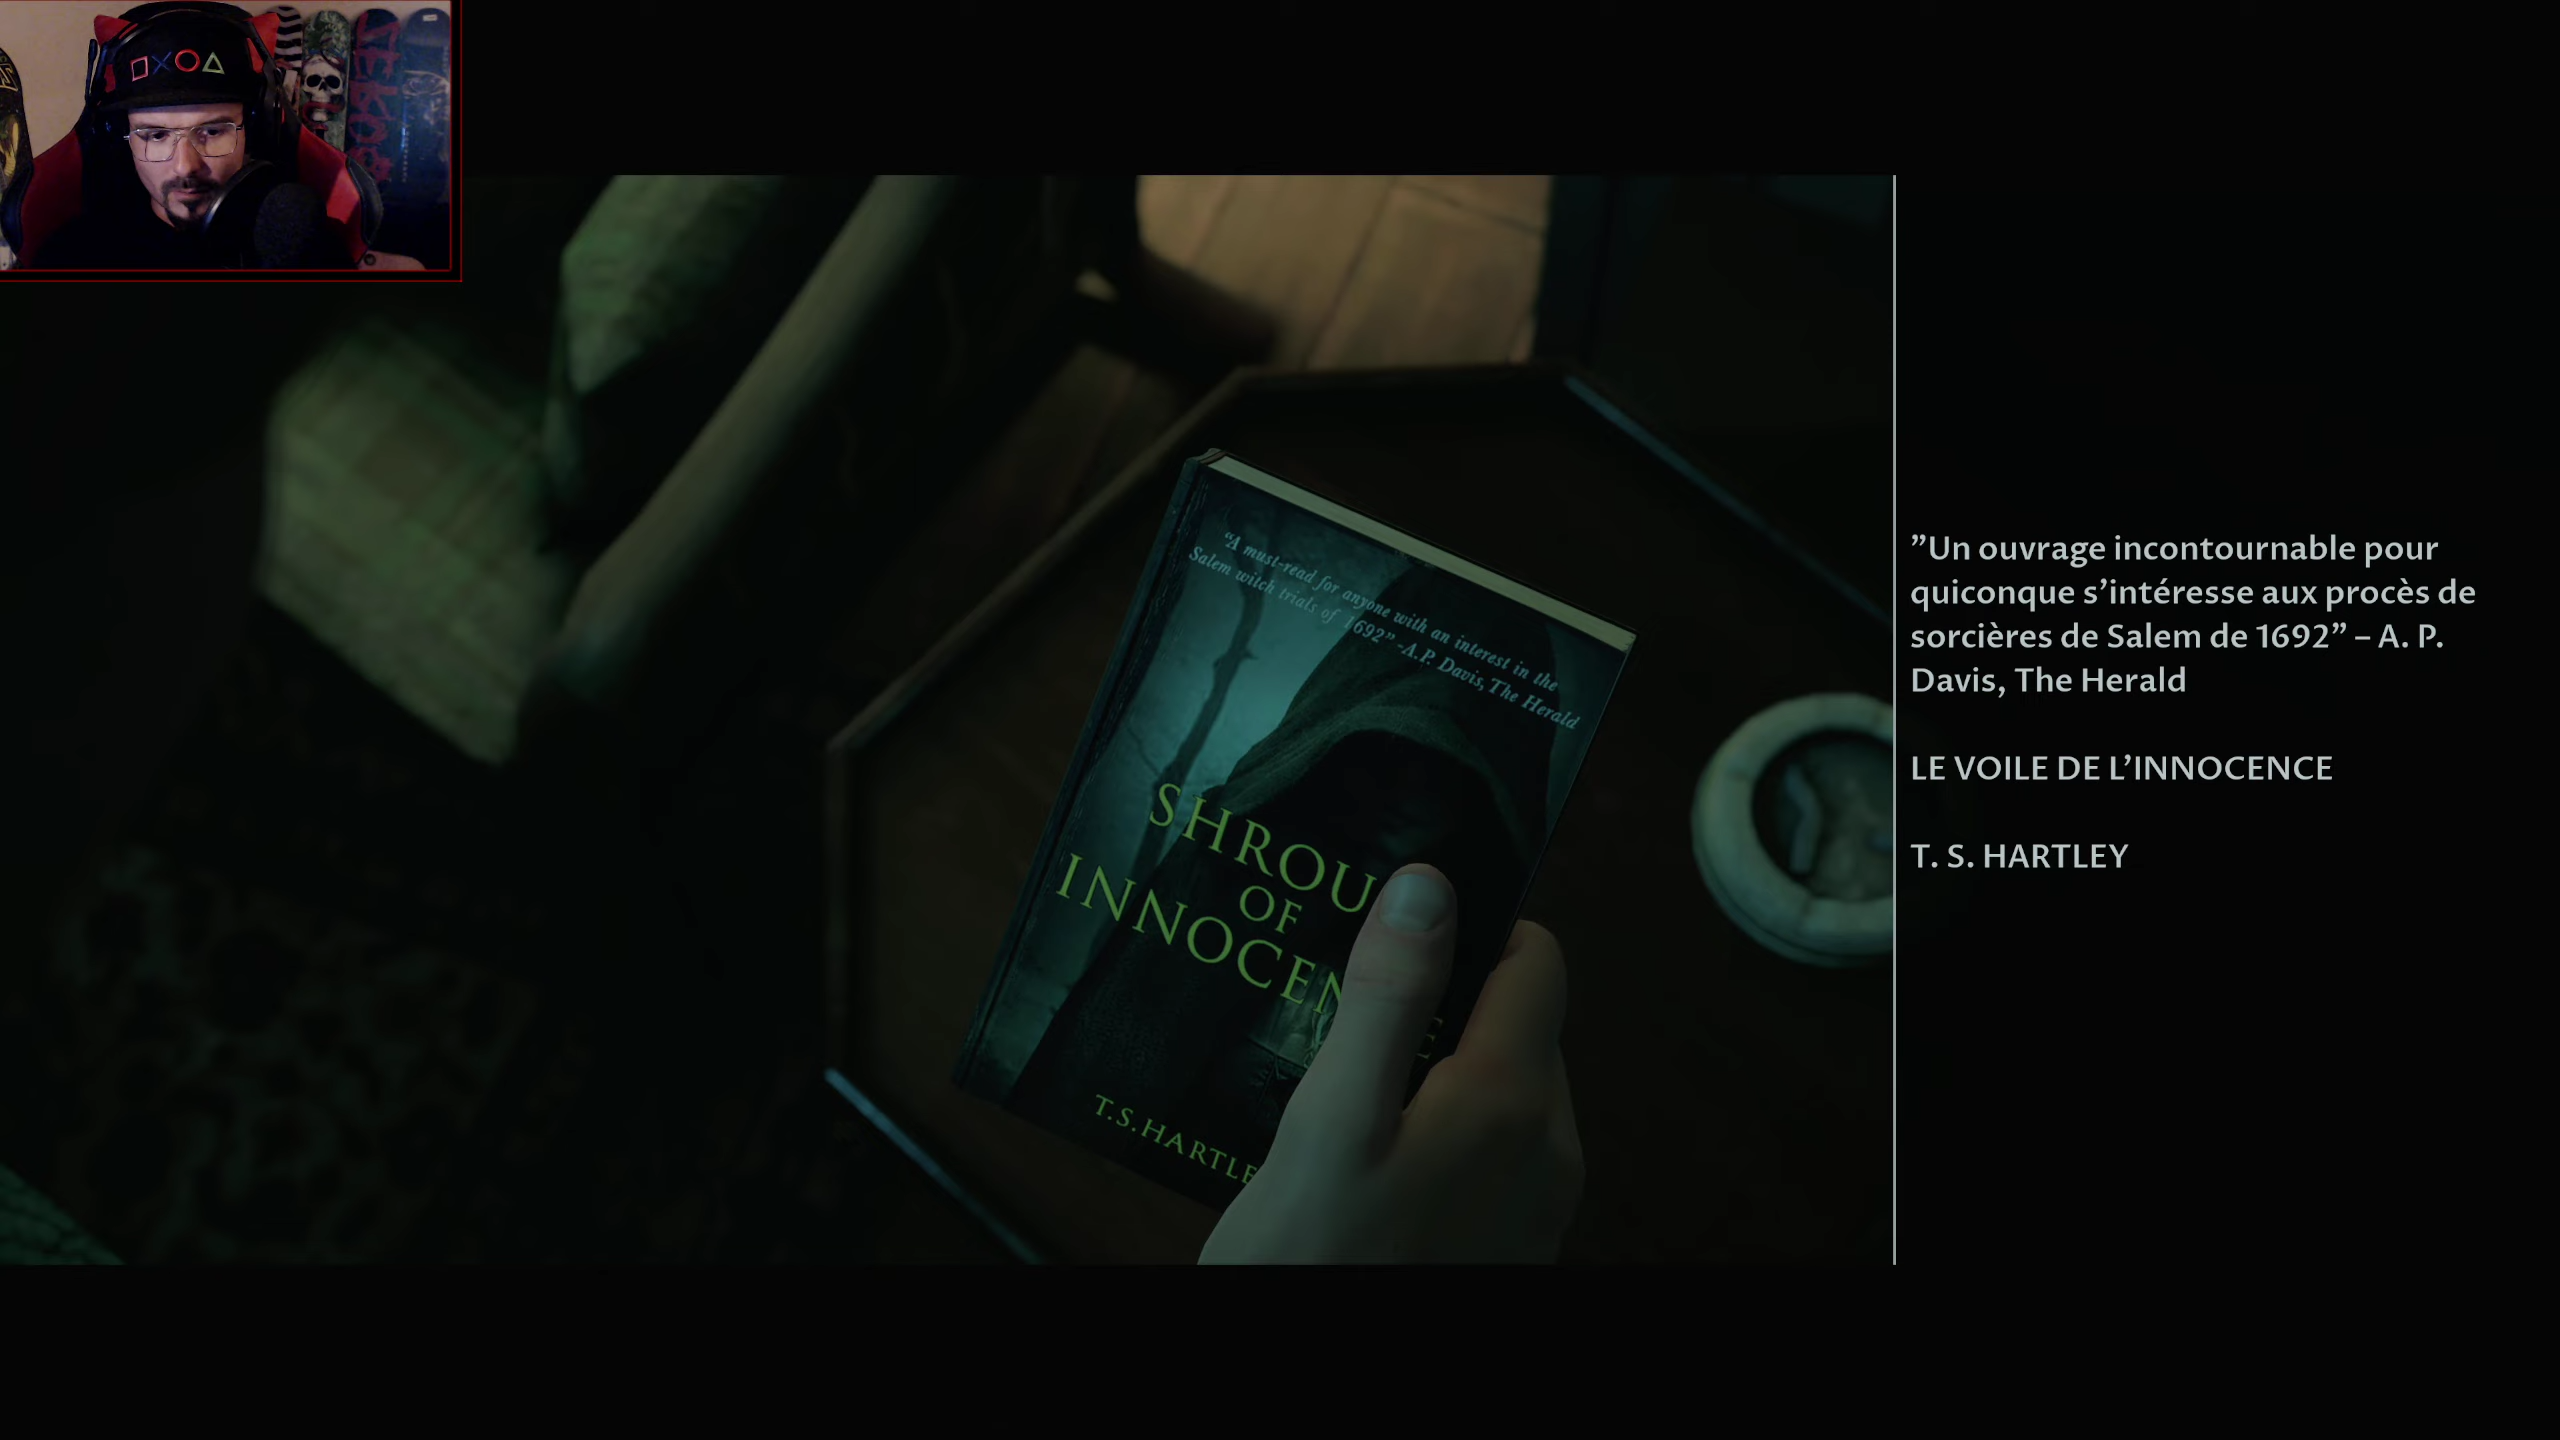 “A must-read for anyone with an interest in the
Salem witch trials of 1692” -A.P. Davis, The Herald
SHROU
OF
INNOCEN E
T.S.HARTLE
”Un ouvrage incontournable pour
quiconque s’intéresse aux procès de
sorcières de Salem de 1692” – A. P.
Davis, The Herald
LE VOILE DE L’INNOCENCE
T. S. HARTLEY